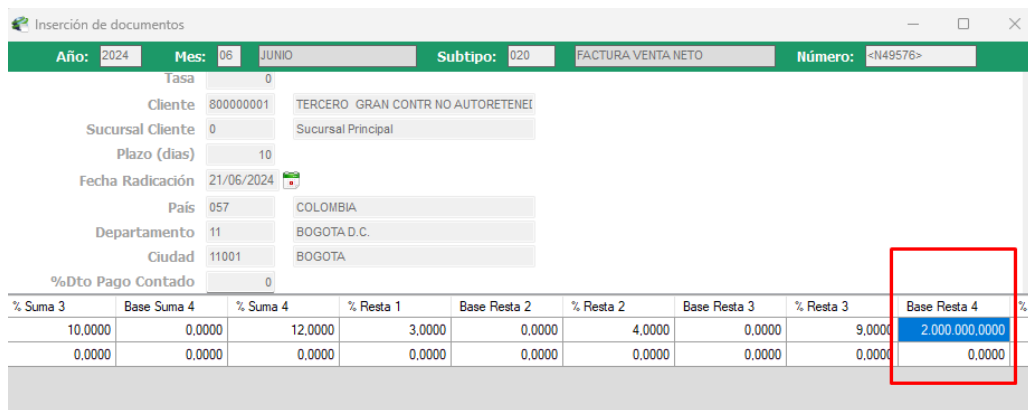 Inserción de documentos
Año: 2024 Mes: 06 JUNIO Subtipo: 020 FACTURA VENTA NETO Número: <N49576>
Tasa 0
Cliente 800000001 TERCERO GRAN CONTR NO AUTORETENE
Sucursal Cliente 0 Sucursal Principal
Plazo (dias) 10
Fecha Radicación 21/06/2024
País 057 COLOMBIA
Departamento 11 BOGOTA D.C.
Ciudad 11001 BOGOTA
%Dto Pago Contado 0
% Suma 3 Base Suma 4 % Suma 4 % Resta 1 Base Resta 2 % Resta 2 Base Resta 3 % Resta 3 Base Resta 4 %
10,0000 0,0000 12,0000 3,0000 0,0000 4,0000 0,0000 9,0000 2.000.000,0000
0,0000 0,0000 0,0000 0,0000 0,0000 0,0000 0,0000 0,0000 0,0000